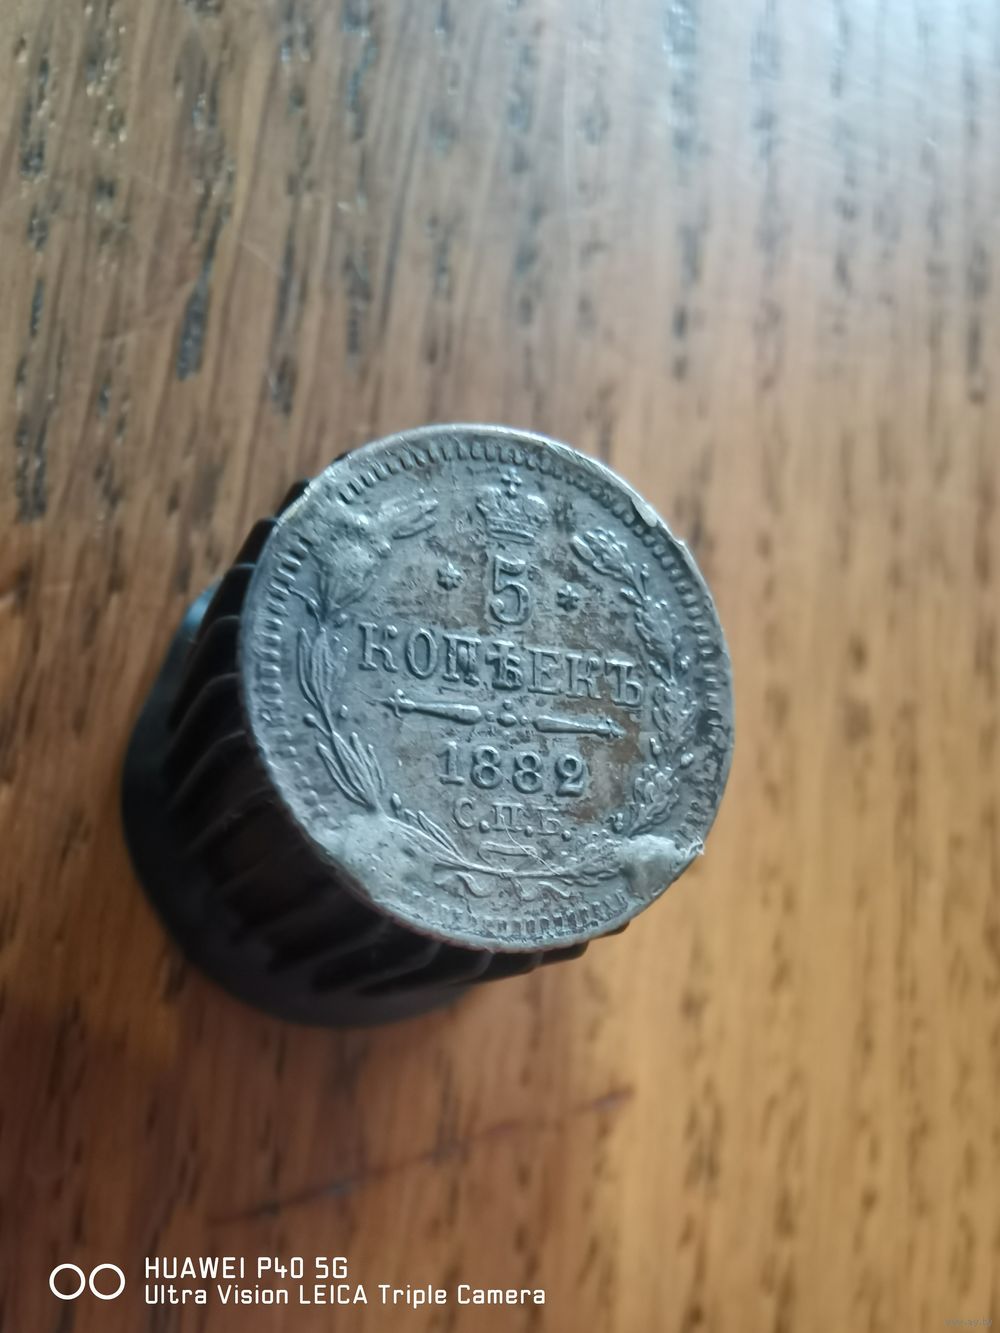 5
КОПѢЕКЪ
1882
С.П.Б.
HUAWEI P40 5G
Ultra Vision LEICA Triple Camera